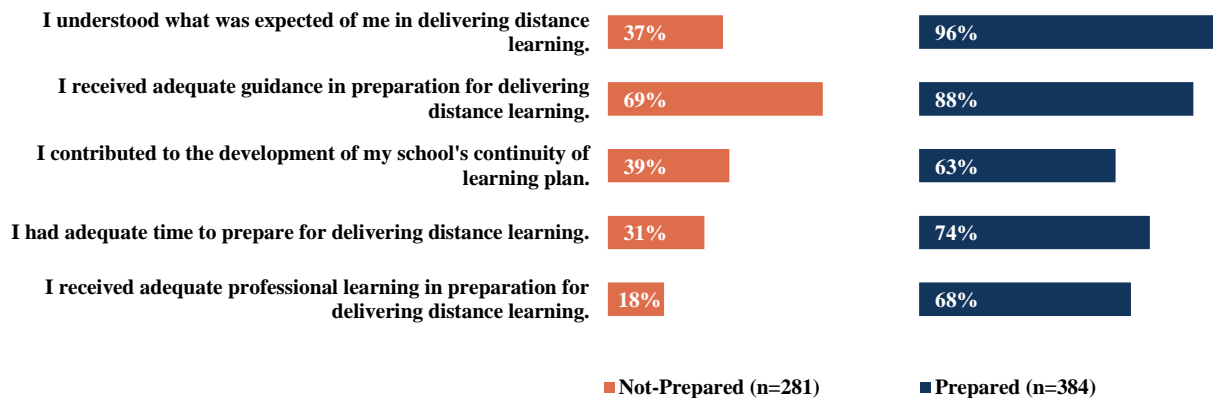 I understood what was expected of me in delivering distance
learning.
37%
96%
I received adequate guidance in preparation for delivering
distance learning.
69%
88%
I contributed to the development of my school's continuity of
learning plan.
39%
63%
I had adequate time to prepare for delivering distance learning.
31%
74%
I received adequate professional learning in preparation for
delivering distance learning.
18%
68%
Not-Prepared (n=281)
Prepared (n=384)